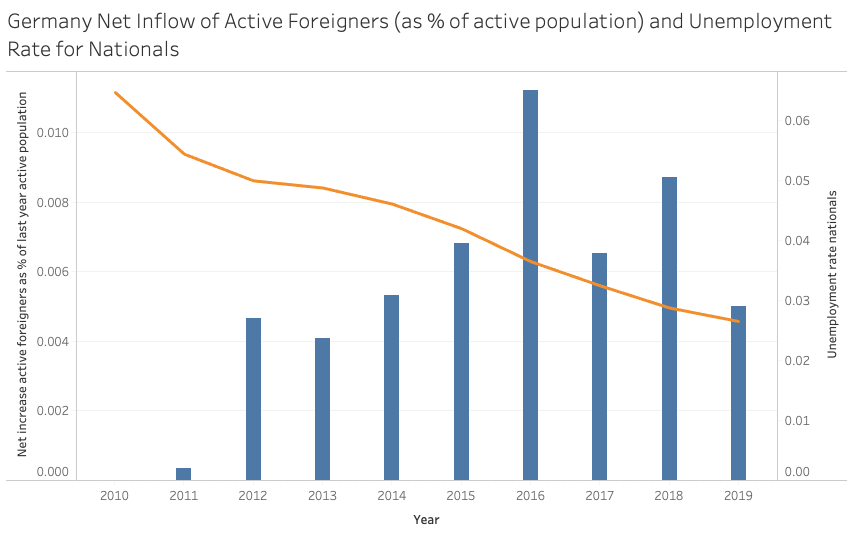 Germany Net Inflow of Active Foreigners (as % of active population) and Unemployment
Rate for Nationals
Net increase active foreigners as % of last year active population
0.010
0.008
0.006
0.004
0.002
0.000
0.06
0.05
0.04
0.03
0.02
0.01
0.00
Unemployment rate nationals
2010 2011 2012 2013 2014 2015 2016 2017 2018 2019
Year